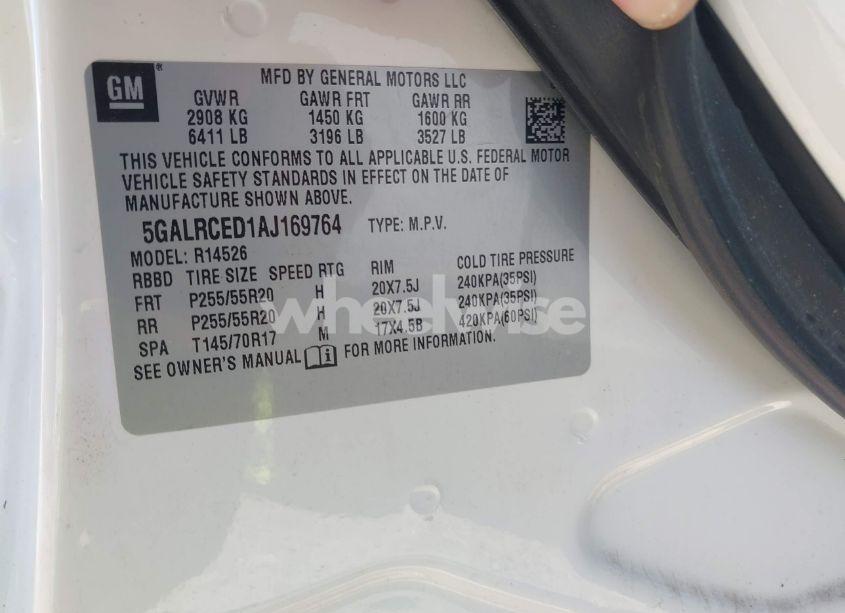 GM
MFD BY GENERAL MOTORS LLC
GVWR GAWR FRT GAWR RR
2908 KG 1450 KG 1600 KG
6411 LB 3196 LB 3527 LB
THIS VEHICLE CONFORMS TO ALL APPLICABLE U.S. FEDERAL MOTOR
VEHICLE SAFETY STANDARDS IN EFFECT ON THE DATE OF
MANUFACTURE SHOWN ABOVE.
5GALRCED1AJ169764 TYPE: M.P.V.
MODEL: R14526
RBBD TIRE SIZE SPEED RTG RIM COLD TIRE PRESSURE
FRT P255/55R20 H 20X7.5J 240KPA(35PSI)
RR P255/55R20 H 20X7.5J 240KPA(35PSI)
SPA T145/70R17 M 17X4.5B 420KPA(60PSI)
SEE OWNER'S MANUAL FOR MORE INFORMATION.
wheelwise